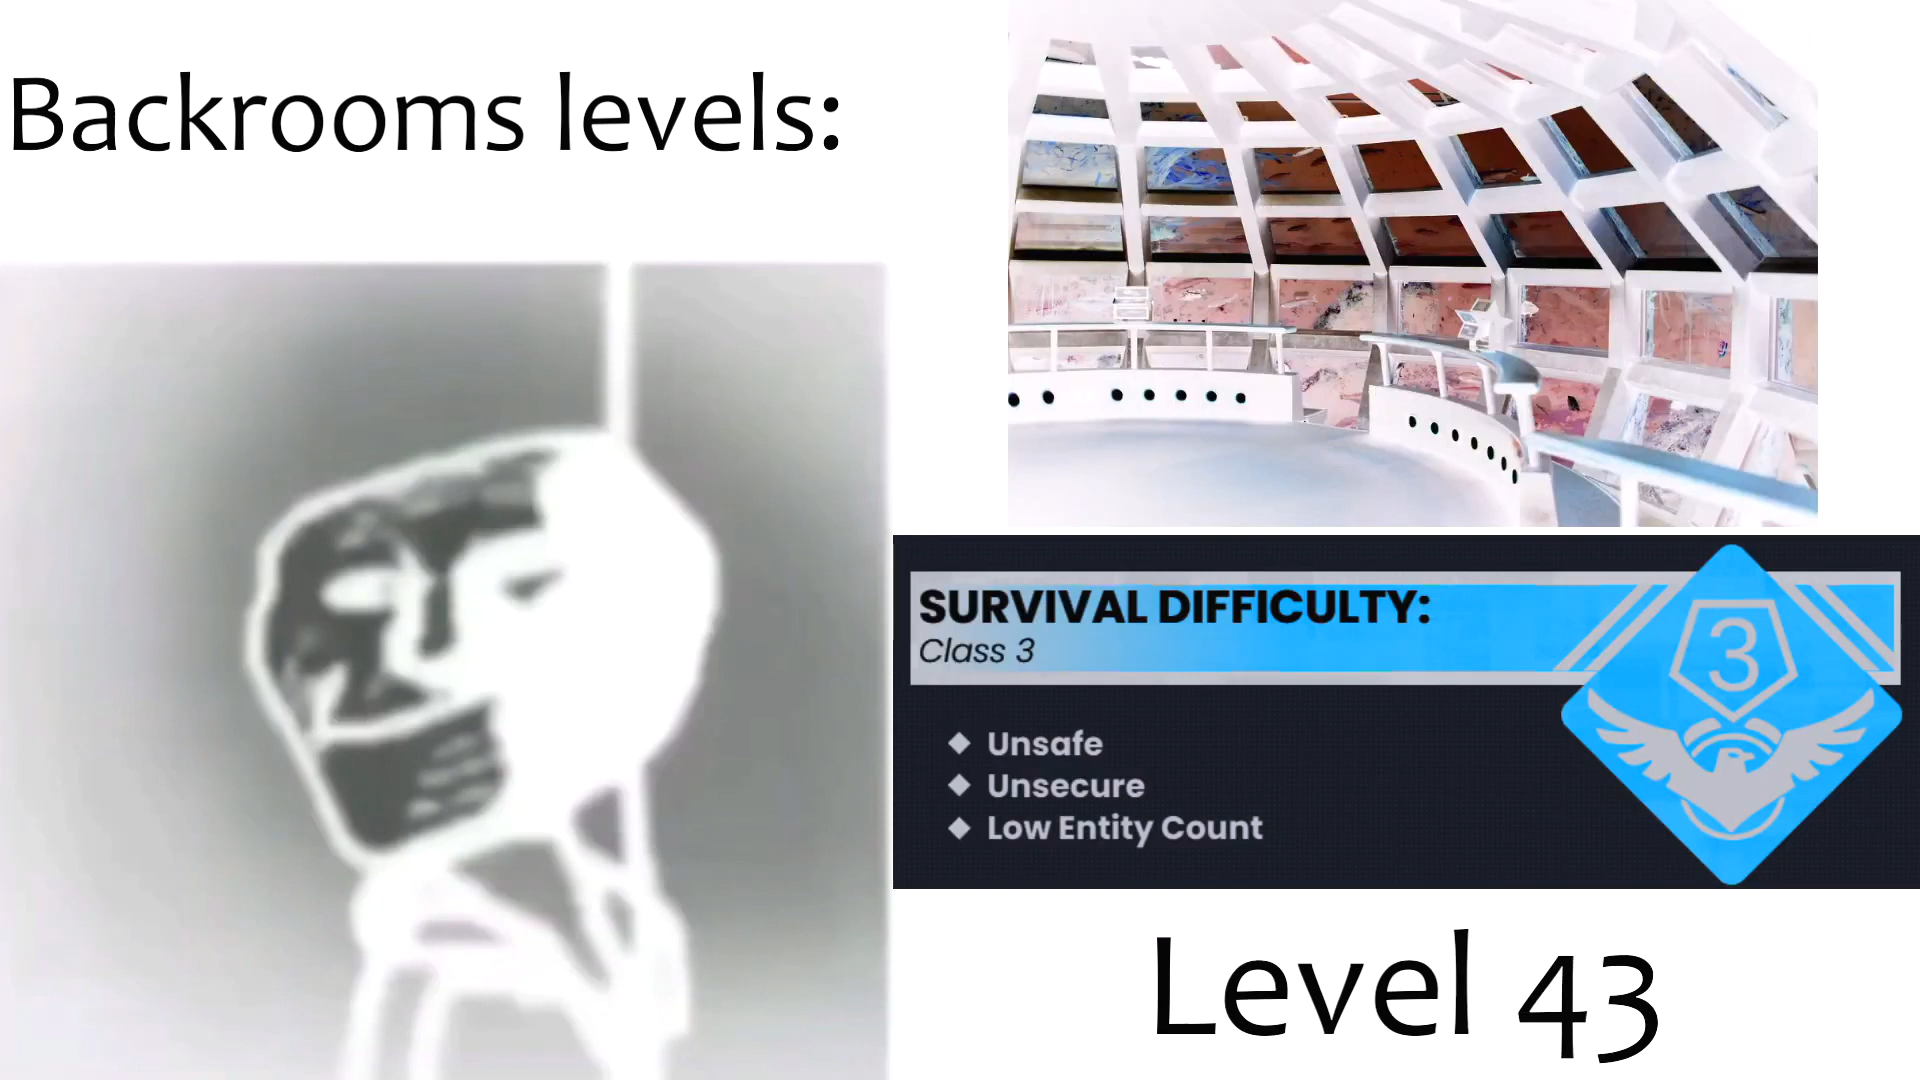 Backrooms levels:
SURVIVAL DIFFICULTY:
Class 3
3
Unsafe
Unsecure
Low Entity Count
Level 43